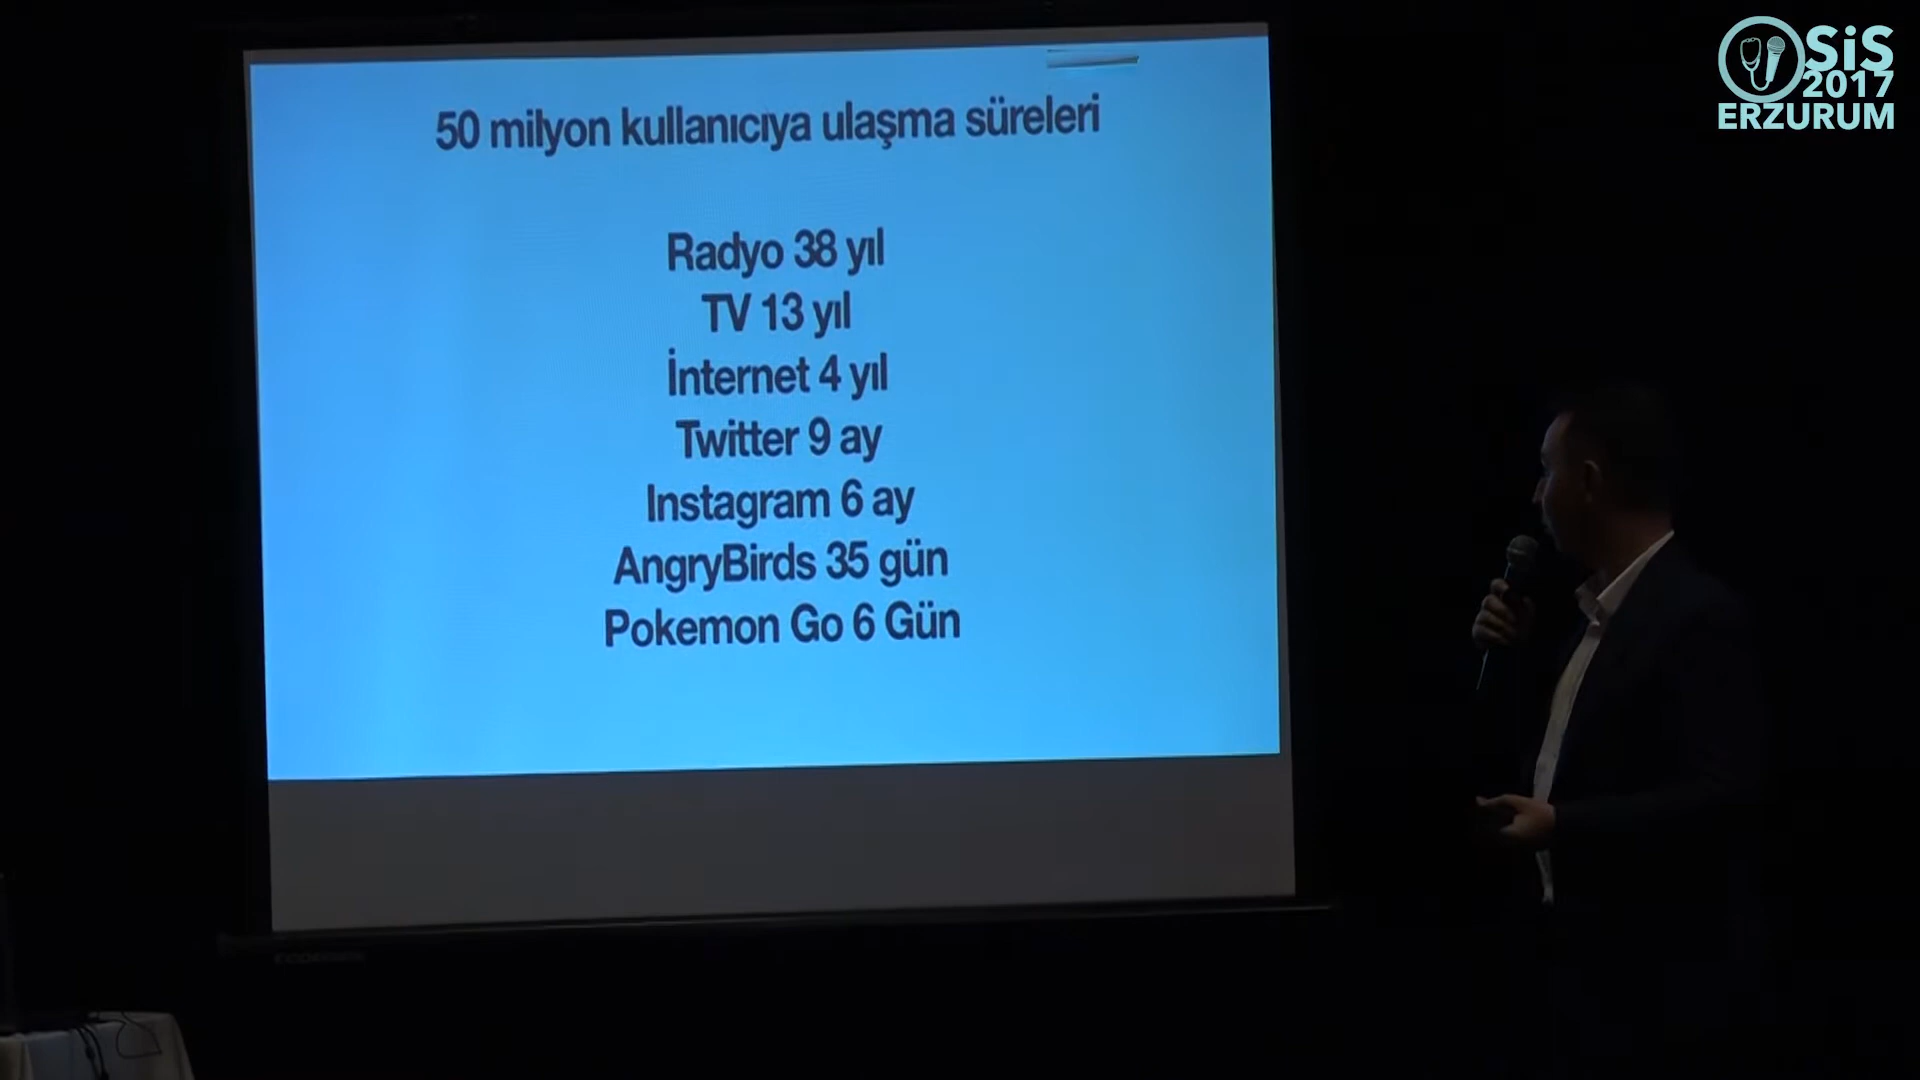 50 milyon kullanıcıya ulaşma süreleri
Radyo 38 yıl
TV 13 yıl
İnternet 4 yıl
Twitter 9 ay
Instagram 6 ay
AngryBirds 35 gün
Pokemon Go 6 Gün
SiS
2017
ERZURUM